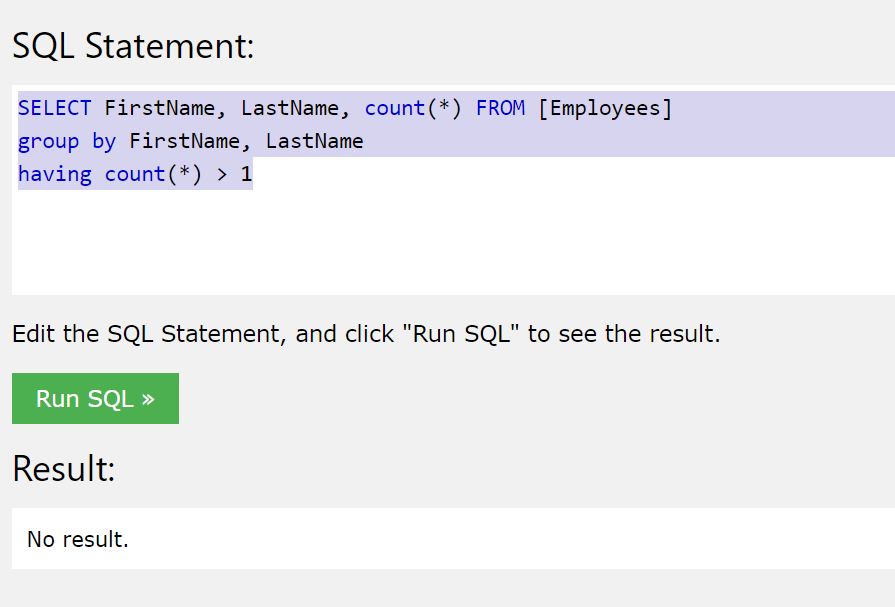 SQL Statement:
SELECT FirstName, LastName, count(*) FROM [Employees]
group by FirstName, LastName
having count(*) > 1
Edit the SQL Statement, and click "Run SQL" to see the result.
Run SQL »
Result:
No result.